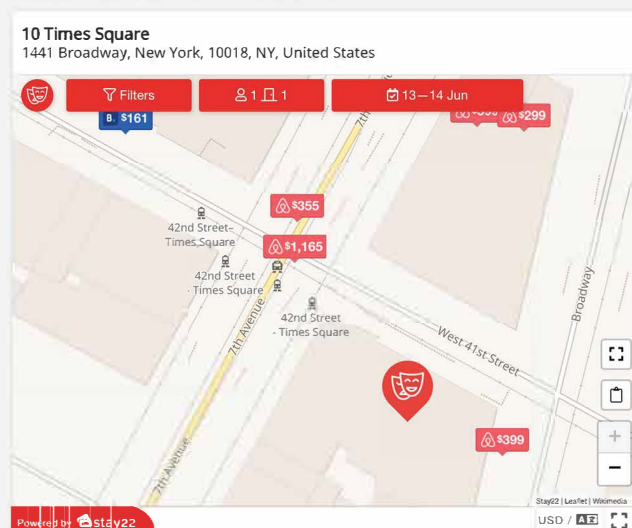 10 Times Square
1441 Broadway, New York, 10018, NY, United States
Filters
1 1
13—14 Jun
7th
B. $161
$299
$355
42nd Street–
Times Square
$1,165
42nd Street
- Times Square
42nd Street
- Times Square
7th Avenue
West 41st Street
Broadway
$399
7th Avenue
+
−
Stay22 | Leaflet | Wikimedia
Powered by stay22
USD / A